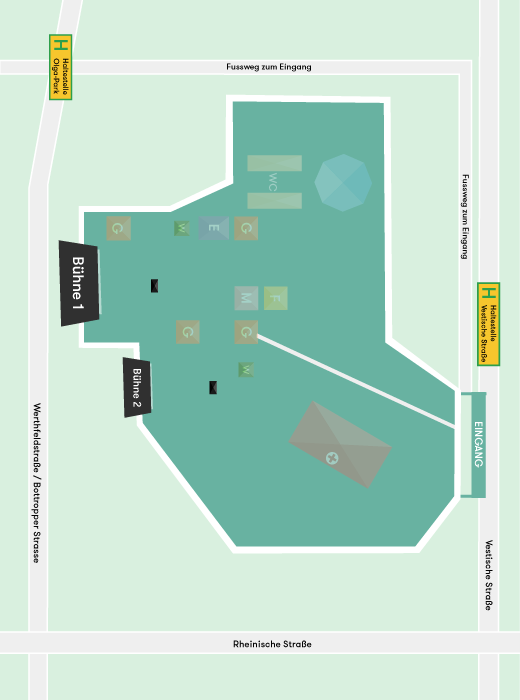 H
Haltestelle
Olga-Park
Fussweg zum Eingang
Fussweg zum Eingang
WC
G
W
E
G
Bühne 1
H
Haltestelle
Vestische Straße
M
F
G
G
W
Bühne 2
EINGANG
Werthfeldstraße / Bottropper Strasse
Vestische Straße
Rheinische Straße